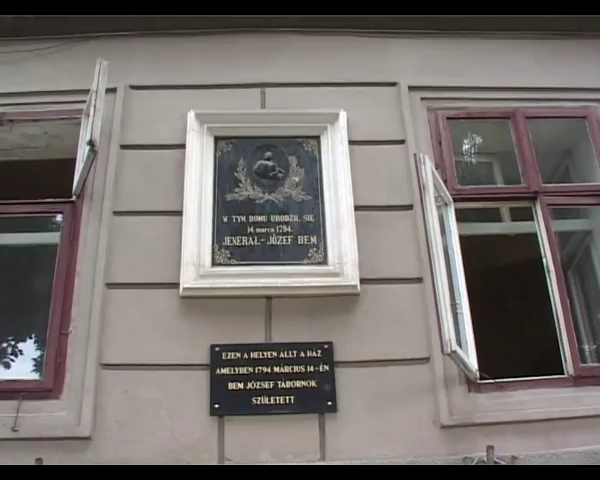 W TYM DOMU URODZIŁ SIĘ
14 marca 1794.
JENERAŁ-JÓZEF BEM
EZEN A HELYEN ÁLLT A HÁZ
AMELYBEN 1794 MÁRCIUS 14-ÉN
BEM JÓZSEF TÁBORNOK
SZÜLETETT